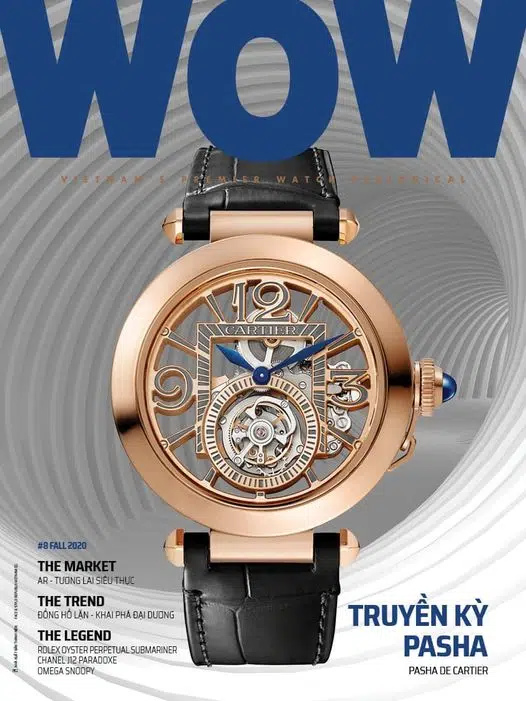 WOW
VIETNAM'S PREMIER WATCH
12
CARTIER
9
3
#8 FALL 2020
THE MARKET
AR - TƯƠNG LAI SIÊU THỰC
THE TREND
ĐỒNG HỒ LẶN - KHAI PHÁ ĐẠI DƯƠNG
THE LEGEND
ROLEX OYSTER PERPETUAL SUBMARINER
CHANEL J12 PARADOXE
OMEGA SNOOPY
TRUYỀN KỲ
PASHA
PASHA DE CARTIER